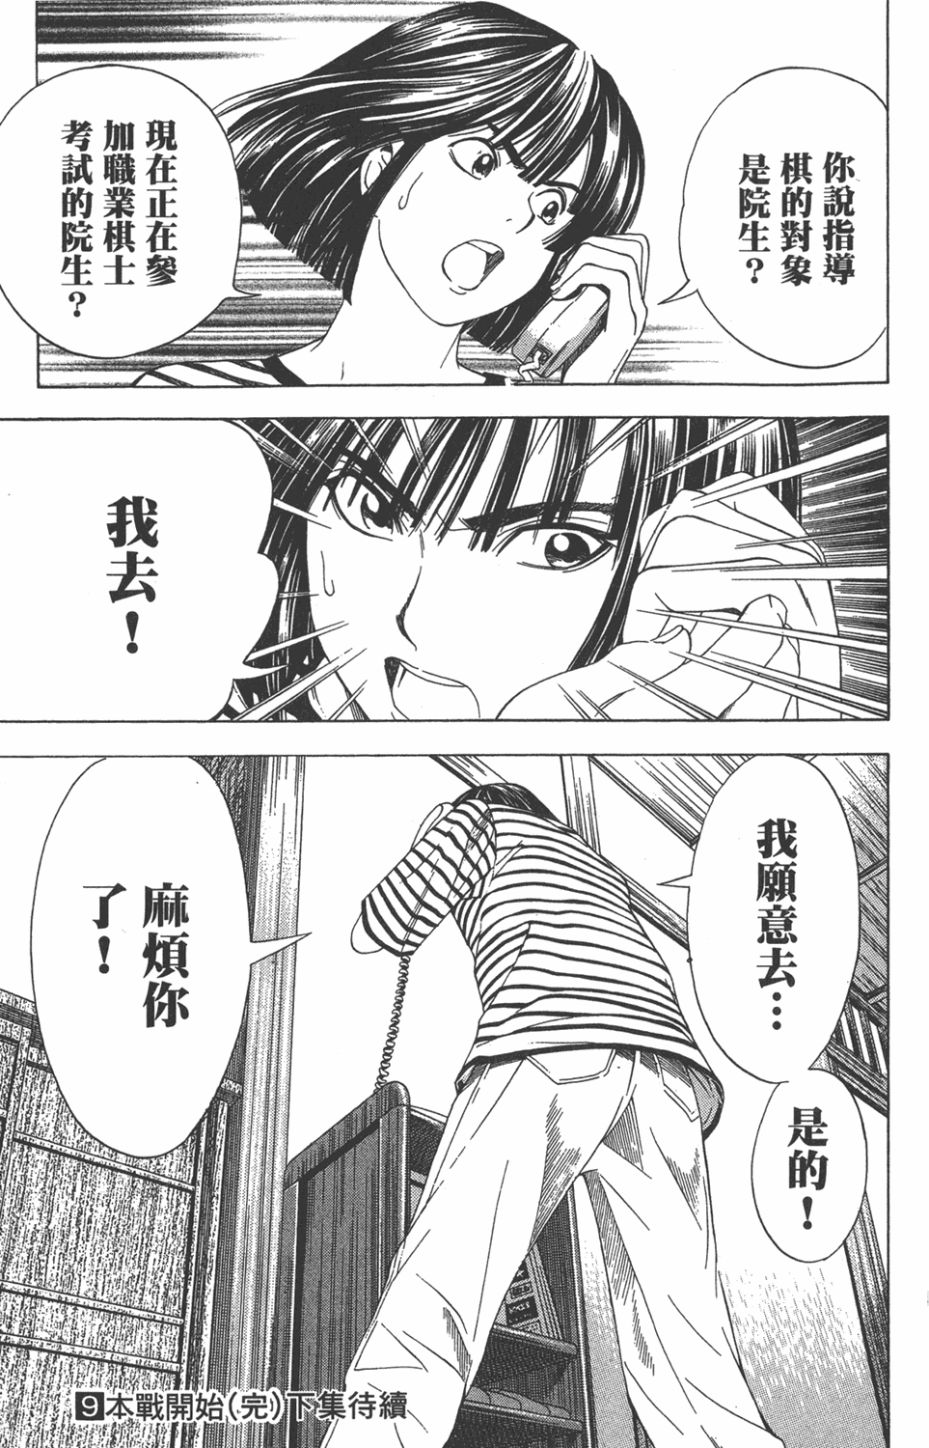 你說指導
棋的對象
是院生？
現在正在參
加職業棋士
考試的院生？
我去！
我願意去…
是的！
麻煩你
了！
9本戰開始（完）下集待續